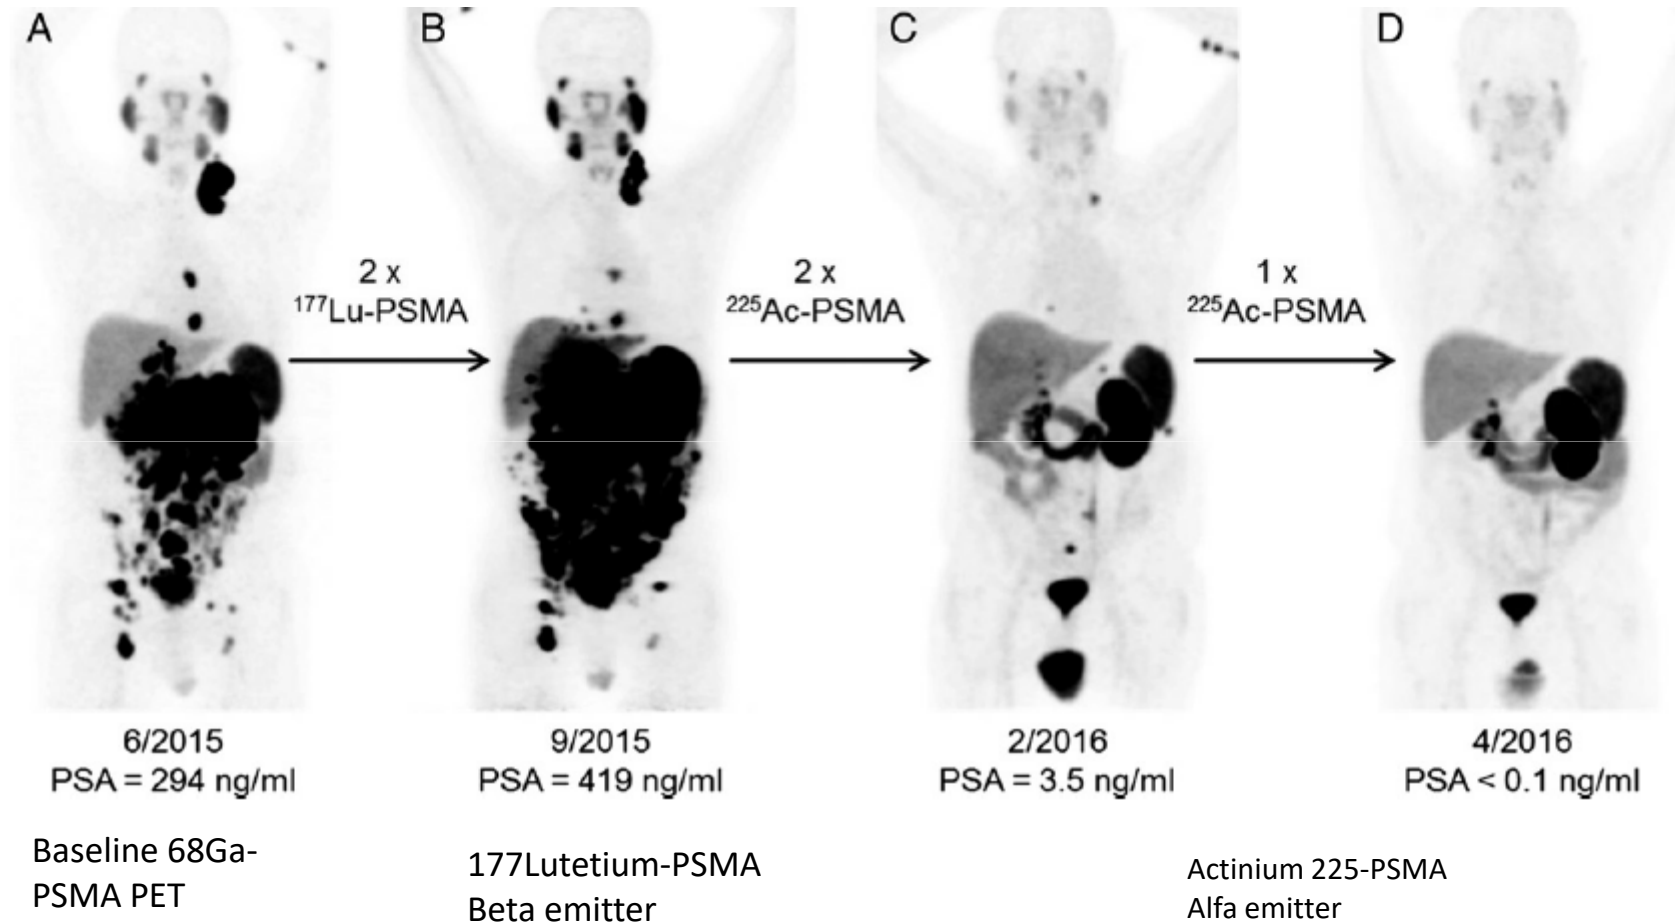 A
B
C
D
2 x
177Lu-PSMA
2 x
225Ac-PSMA
1 x
225Ac-PSMA
6/2015
PSA = 294 ng/ml
9/2015
PSA = 419 ng/ml
2/2016
PSA = 3.5 ng/ml
4/2016
PSA < 0.1 ng/ml
Baseline 68Ga-
PSMA PET
177Lutetium-PSMA
Beta emitter
Actinium 225-PSMA
Alfa emitter